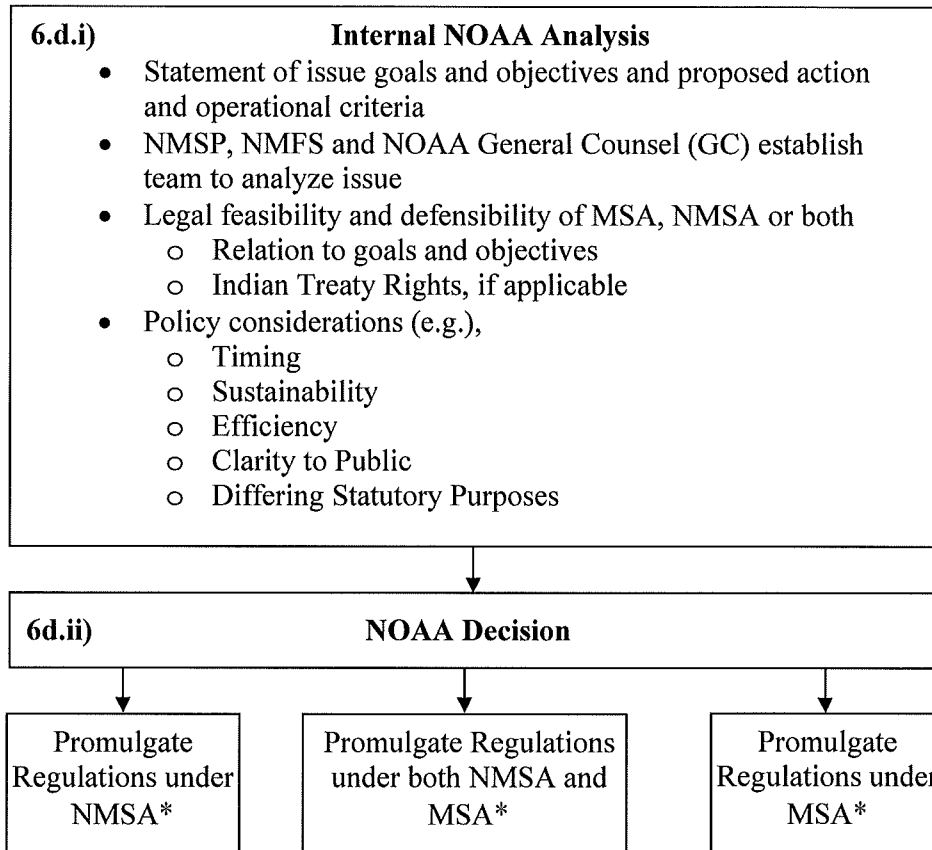 6.d.i) Internal NOAA Analysis
• Statement of issue goals and objectives and proposed action
and operational criteria
• NMSP, NMFS and NOAA General Counsel (GC) establish
team to analyze issue
• Legal feasibility and defensibility of MSA, NMSA or both
o Relation to goals and objectives
o Indian Treaty Rights, if applicable
• Policy considerations (e.g.),
o Timing
o Sustainability
o Efficiency
o Clarity to Public
o Differing Statutory Purposes
6d.ii) NOAA Decision
Promulgate
Regulations under
NMSA*
Promulgate Regulations
under both NMSA and
MSA*
Promulgate
Regulations under
MSA*